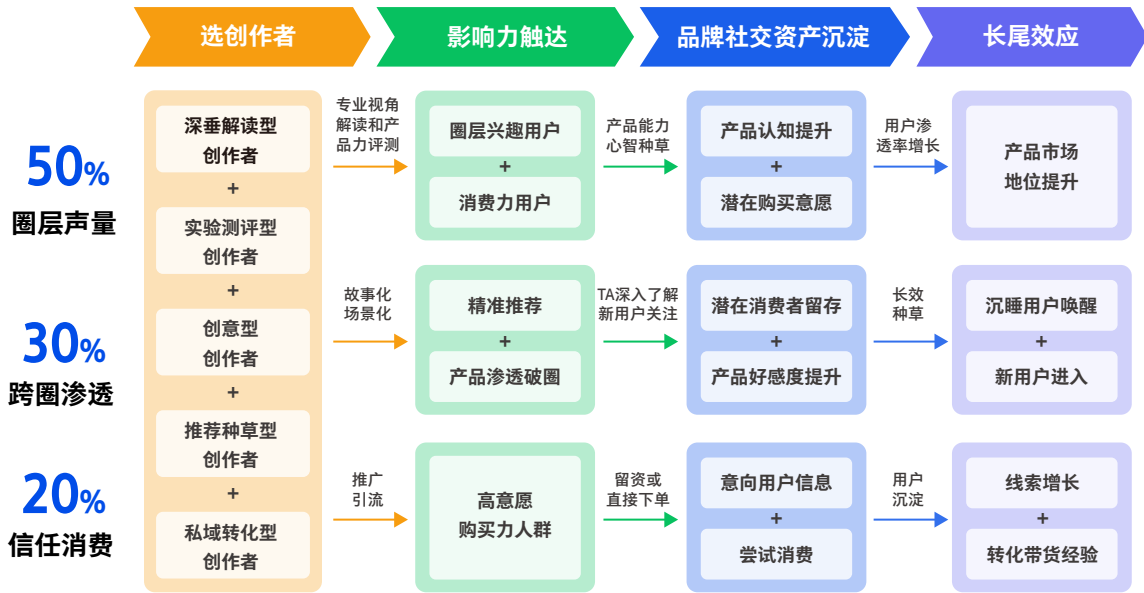 选创作者
影响力触达
品牌社交资产沉淀
长尾效应
50%
圈层声量
30%
跨圈渗透
20%
信任消费
深垂解读型
创作者
+
实验测评型
创作者
+
创意型
创作者
+
推荐种草型
创作者
+
私域转化型
创作者
专业视角
解读和产
品力评测
圈层兴趣用户
+
消费力用户
产品能力
心智种草
产品认知提升
+
潜在购买意愿
用户渗
透率增长
产品市场
地位提升
故事化
场景化
精准推荐
+
产品渗透破圈
TA深入了解
新用户关注
潜在消费者留存
+
产品好感度提升
长效
种草
沉睡用户唤醒
+
新用户进入
推广
引流
高意愿
购买力人群
留资或
直接下单
意向用户信息
+
尝试消费
用户
沉淀
线索增长
+
转化带货经验